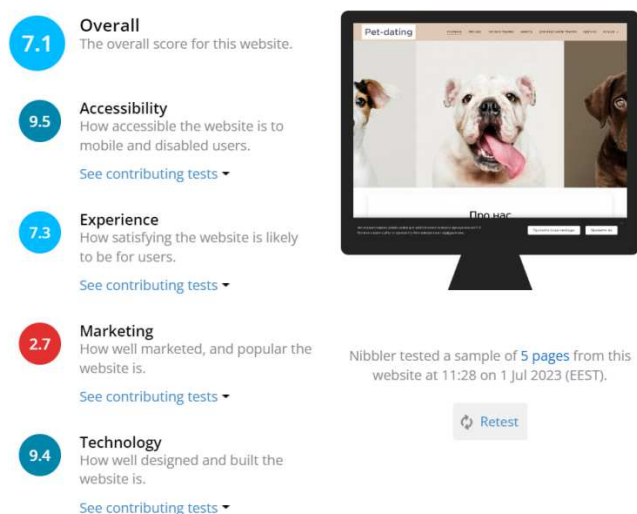 7.1
Overall
The overall score for this website.
9.5
Accessibility
How accessible the website is to
mobile and disabled users.
See contributing tests
7.3
Experience
How satisfying the website is likely
to be for users.
See contributing tests
2.7
Marketing
How well marketed, and popular the
website is.
See contributing tests
9.4
Technology
How well designed and built the
website is.
See contributing tests
Pet-dating
Про нас
Nibbler tested a sample of 5 pages from this
website at 11:28 on 1 Jul 2023 (EEST).
Retest